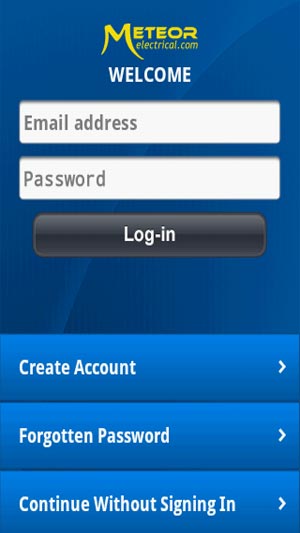 METEOR
electrical.com
WELCOME
Email address
Password
Log-in
Create Account
Forgotten Password
Continue Without Signing In